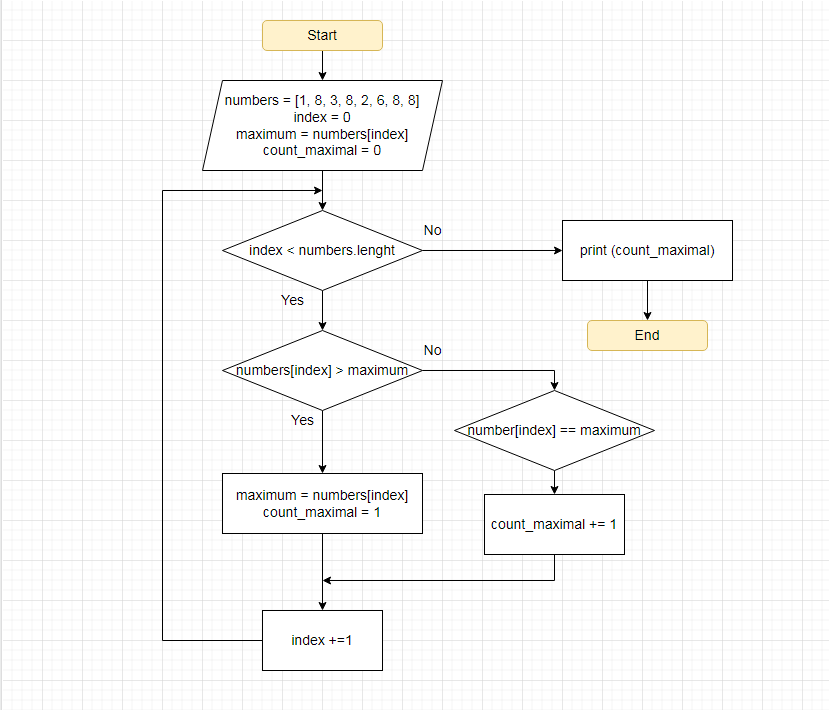 Start
numbers = [1, 8, 3, 8, 2, 6, 8, 8]
index = 0
maximum = numbers[index]
count_maximal = 0
index < numbers.lenght
No
print (count_maximal)
Yes
End
numbers[index] > maximum
No
Yes
number[index] == maximum
maximum = numbers[index]
count_maximal = 1
count_maximal += 1
index +=1